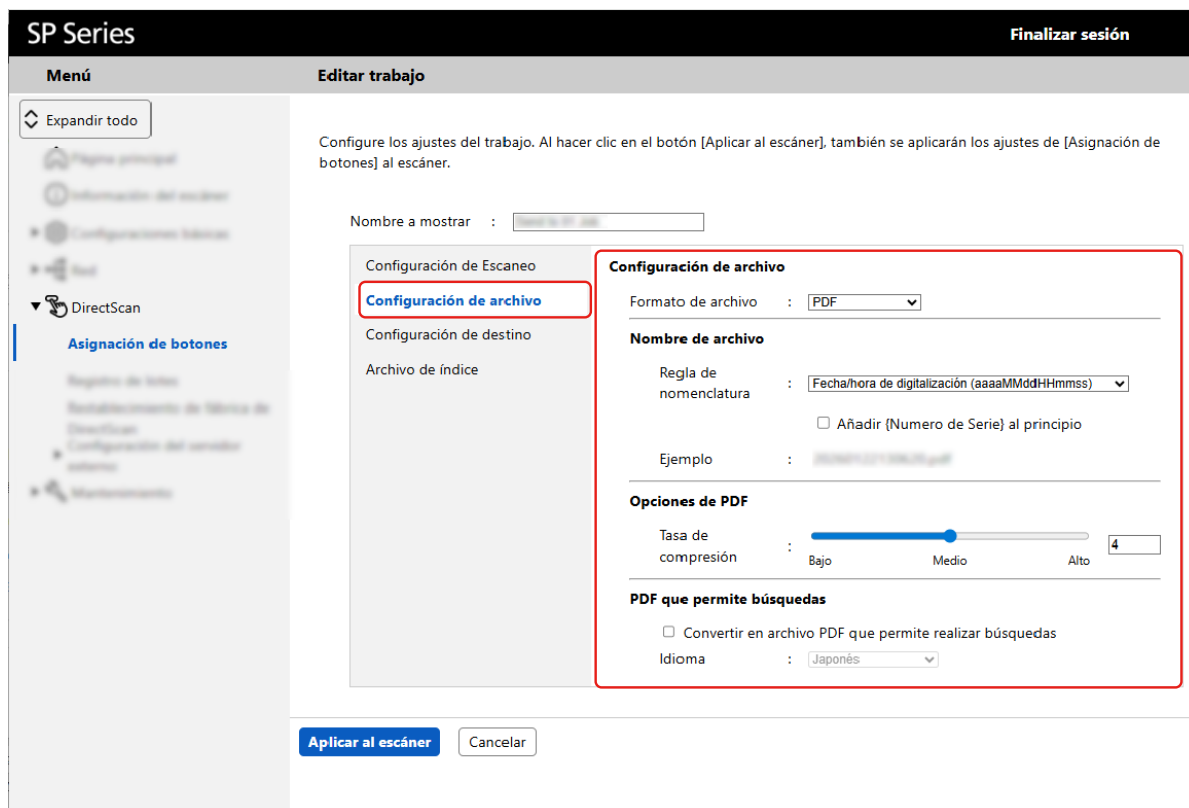 SP Series
Finalizar sesión
Menú
Editar trabajo
Expandir todo
DirectScan
Asignación de botones
Configure los ajustes del trabajo. Al hacer clic en el botón [Aplicar al escáner], también se aplicarán los ajustes de [Asignación de
botones] al escáner.
Nombre a mostrar :
Configuración de Escaneo
Configuración de archivo
Configuración de destino
Archivo de índice
Configuración de archivo
Formato de archivo : PDF
Nombre de archivo
Regla de
nomenclatura : Fecha/hora de digitalización (aaaaMMddHHmmss)
Añadir {Numero de Serie} al principio
Ejemplo :
Opciones de PDF
Tasa de
compresión : 4
Bajo Medio Alto
PDF que permite búsquedas
Convertir en archivo PDF que permite realizar búsquedas
Idioma : Japonés
Aplicar al escáner Cancelar